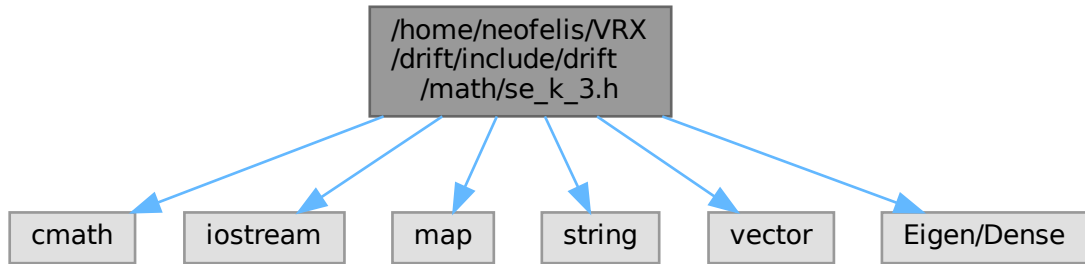 /home/neofelis/VRX
/drift/include/drift
/math/se_k_3.h
cmath
iostream
map
string
vector
Eigen/Dense